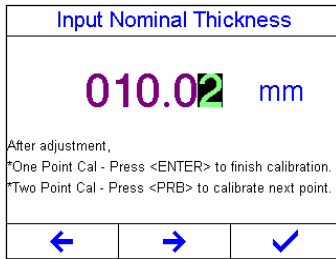 Input Nominal Thickness
010.02 mm
After adjustment,
*One Point Cal - Press <ENTER> to finish calibration.
*Two Point Cal - Press <PRB> to calibrate next point.